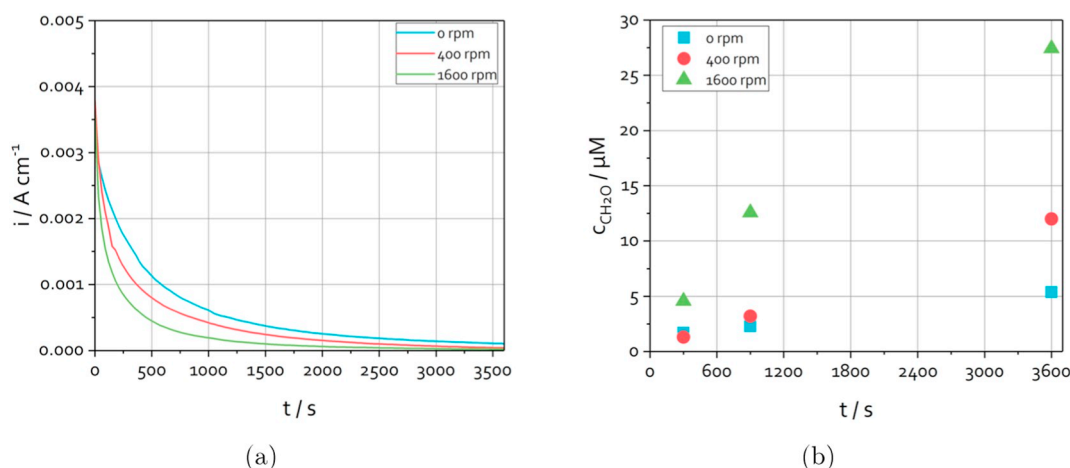 0.005
0.004
0.003
0.002
0.001
0.000
i / A cm⁻¹
0 rpm
400 rpm
1600 rpm
0 500 1000 1500 2000 2500 3000 3500
t / s
(a)
30
25
20
15
10
5
0
c_CH₂O / µM
0 rpm
400 rpm
1600 rpm
0 600 1200 1800 2400 3000 3600
t / s
(b)